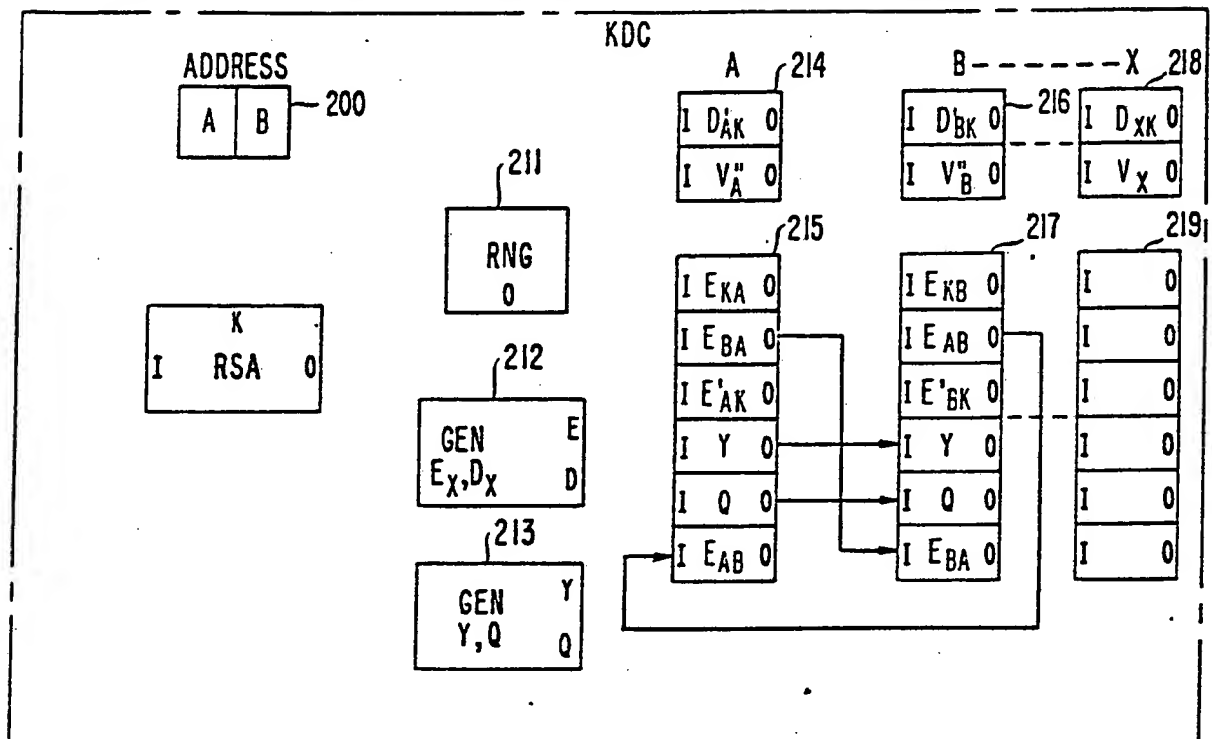 KDC
ADDRESS
A B
200
A
214
B ------ X
218
216
I D'AK O
I V"A O
I D'BK O
I V"B O
I DXK O
I VX O
211
RNG
O
215
217
219
K
I RSA O
212
GEN E
EX,DX D
213
GEN Y
Y,Q Q
I EKA O
I EBA O
I E'AK O
I Y O
I Q O
I EAB O
I EKB O
I EAB O
I E'BK O
I Y O
I Q O
I EBA O
I O
I O
I O
I O
I O
I O